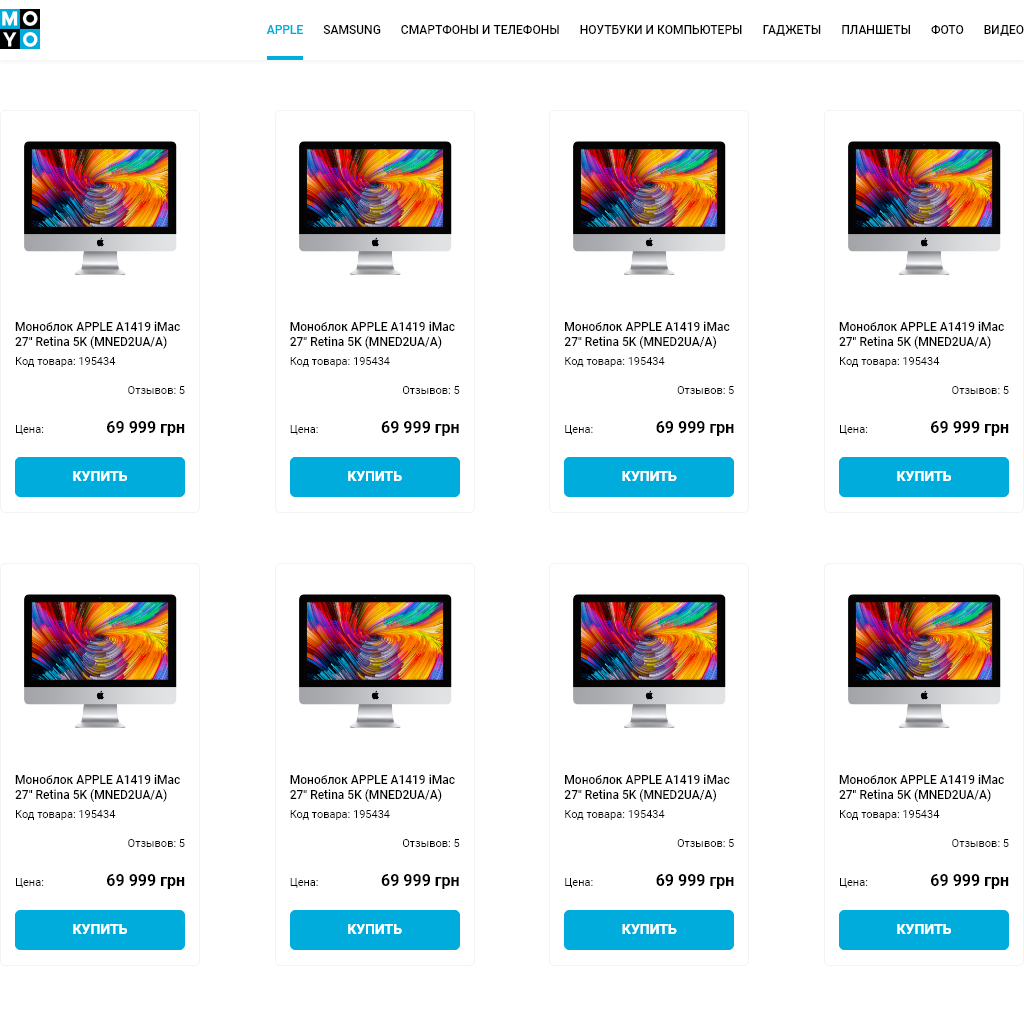 MO
YO
APPLE SAMSUNG СМАРТФОНЫ И ТЕЛЕФОНЫ НОУТБУКИ И КОМПЬЮТЕРЫ ГАДЖЕТЫ ПЛАНШЕТЫ ФОТО ВИДЕО
Моноблок APPLE A1419 iMac
27" Retina 5K (MNED2UA/A)
Код товара: 195434
Отзывов: 5
Цена: 69 999 грн
КУПИТЬ
Моноблок APPLE A1419 iMac
27" Retina 5K (MNED2UA/A)
Код товара: 195434
Отзывов: 5
Цена: 69 999 грн
КУПИТЬ
Моноблок APPLE A1419 iMac
27" Retina 5K (MNED2UA/A)
Код товара: 195434
Отзывов: 5
Цена: 69 999 грн
КУПИТЬ
Моноблок APPLE A1419 iMac
27" Retina 5K (MNED2UA/A)
Код товара: 195434
Отзывов: 5
Цена: 69 999 грн
КУПИТЬ
Моноблок APPLE A1419 iMac
27" Retina 5K (MNED2UA/A)
Код товара: 195434
Отзывов: 5
Цена: 69 999 грн
КУПИТЬ
Моноблок APPLE A1419 iMac
27" Retina 5K (MNED2UA/A)
Код товара: 195434
Отзывов: 5
Цена: 69 999 грн
КУПИТЬ
Моноблок APPLE A1419 iMac
27" Retina 5K (MNED2UA/A)
Код товара: 195434
Отзывов: 5
Цена: 69 999 грн
КУПИТЬ
Моноблок APPLE A1419 iMac
27" Retina 5K (MNED2UA/A)
Код товара: 195434
Отзывов: 5
Цена: 69 999 грн
КУПИТЬ